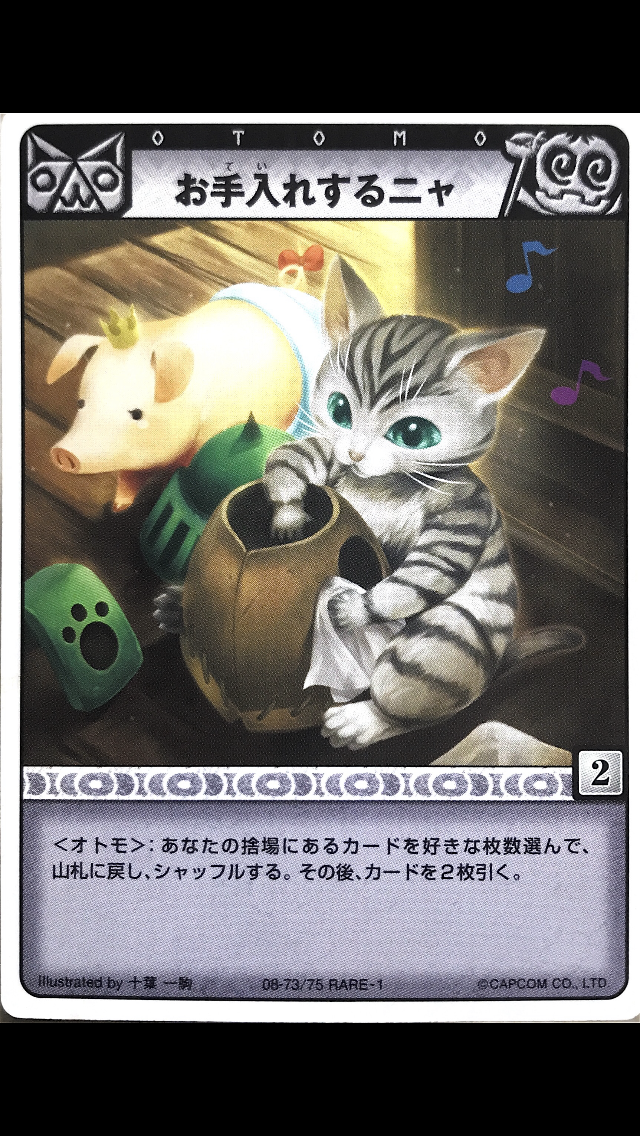 OTOMO
お手入れするニャ
てい
2
<オトモ>:あなたの捨場にあるカードを好きな枚数選んで、
山札に戻し、シャッフルする。その後、カードを2枚引く。
Illustrated by 十葉 一駒 08-73/75 RARE-1 ©CAPCOM CO., LTD